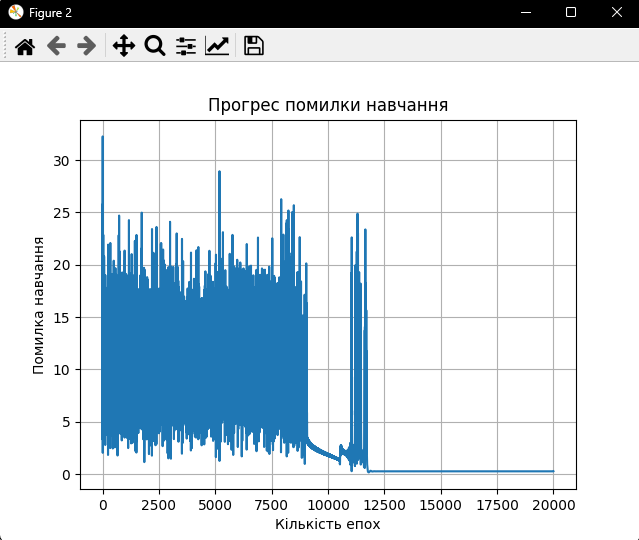 Figure 2
Прогрес помилки навчання
Помилка навчання
30
25
20
15
10
5
0
0 2500 5000 7500 10000 12500 15000 17500 20000
Кількість епох